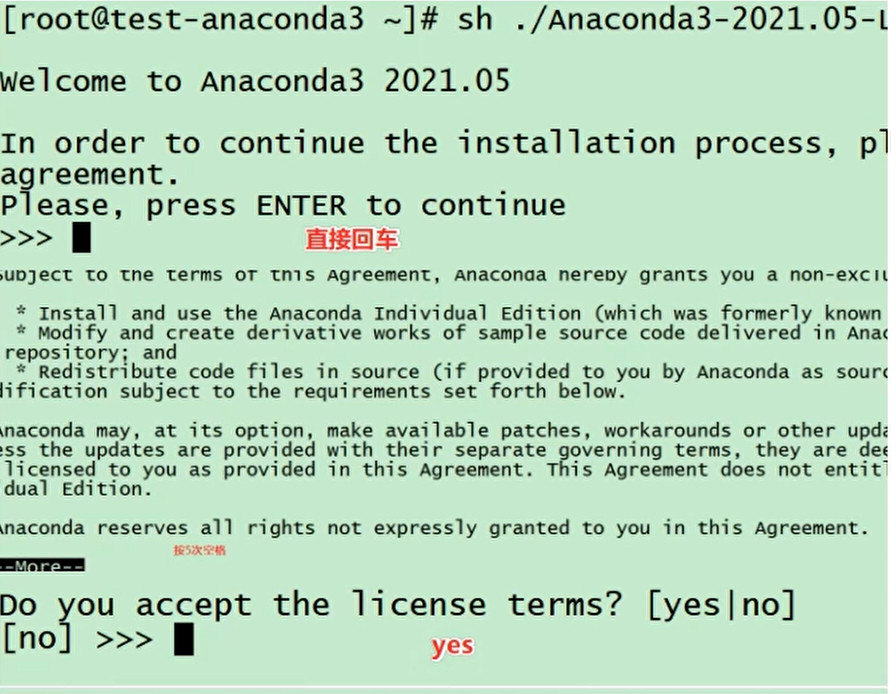 [root@test-anaconda3 ~]# sh ./Anaconda3-2021.05-L
Welcome to Anaconda3 2021.05
In order to continue the installation process, pl
agreement.
Please, press ENTER to continue
>>>
直接回车
Subject to the terms of this Agreement, Anaconda hereby grants you a non-exclu
* Install and use the Anaconda Individual Edition (which was formerly known
* Modify and create derivative works of sample source code delivered in Anac
repository; and
* Redistribute code files in source (if provided to you by Anaconda as sourc
dification subject to the requirements set forth below.
Anaconda may, at its option, make available patches, workarounds or other upda
ess the updates are provided with their separate governing terms, they are dee
licensed to you as provided in this Agreement. This Agreement does not entitl
dual Edition.
Anaconda reserves all rights not expressly granted to you in this Agreement.
按5次空格
--More--
Do you accept the license terms? [yes|no]
[no] >>>
yes